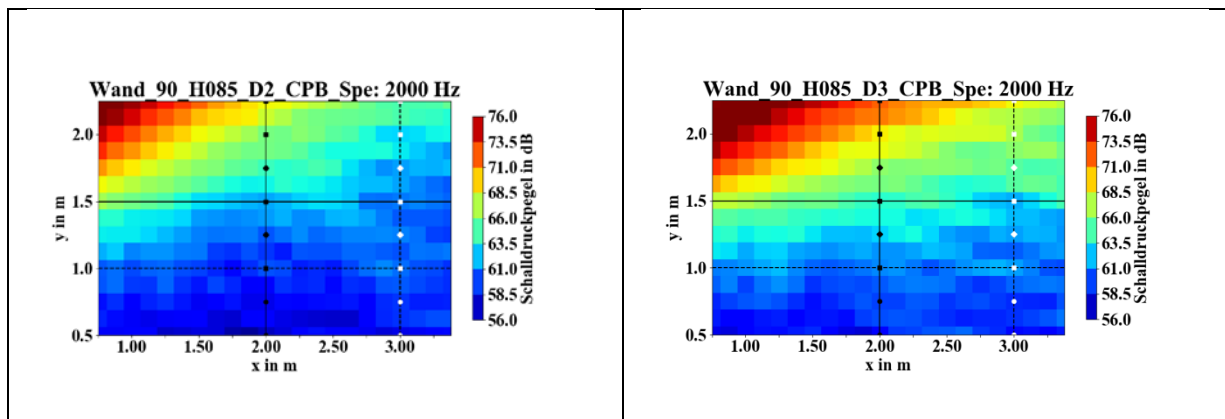 Wand_90_H085_D2_CPB_Spe: 2000 Hz
76.0
73.5
71.0
68.5
66.0
63.5
61.0
58.5
56.0
Schalldruckpegel in dB
2.0
1.5
1.0
0.5
y in m
1.00 1.50 2.00 2.50 3.00
x in m
Wand_90_H085_D3_CPB_Spe: 2000 Hz
76.0
73.5
71.0
68.5
66.0
63.5
61.0
58.5
56.0
Schalldruckpegel in dB
2.0
1.5
1.0
0.5
y in m
1.00 1.50 2.00 2.50 3.00
x in m